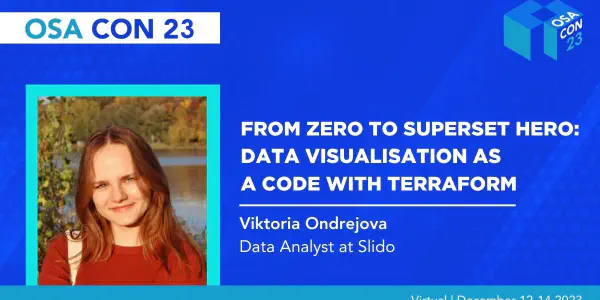 OSA CON 23
OSA
CON
23
FROM ZERO TO SUPERSET HERO:
DATA VISUALISATION AS
A CODE WITH TERRAFORM
Viktoria Ondrejova
Data Analyst at Slido
Virtual | December 12-14 2023